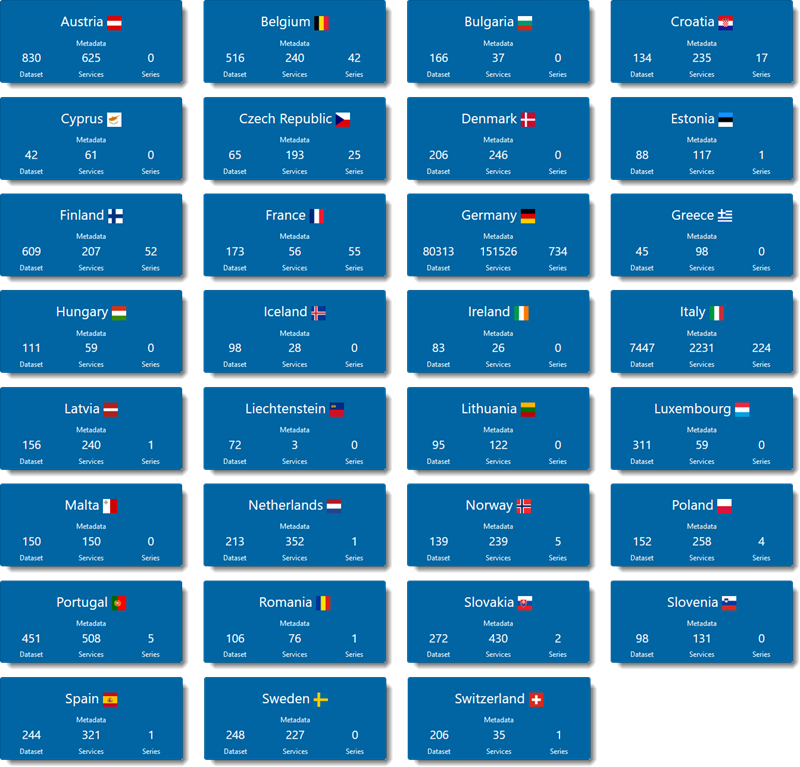 Austria
Metadata
830 625 0
Dataset Services Series
Belgium
Metadata
516 240 42
Dataset Services Series
Bulgaria
Metadata
166 37 0
Dataset Services Series
Croatia
Metadata
134 235 17
Dataset Services Series
Cyprus
Metadata
42 61 0
Dataset Services Series
Czech Republic
Metadata
65 193 25
Dataset Services Series
Denmark
Metadata
206 246 0
Dataset Services Series
Estonia
Metadata
88 117 1
Dataset Services Series
Finland
Metadata
609 207 52
Dataset Services Series
France
Metadata
173 56 55
Dataset Services Series
Germany
Metadata
80313 151526 734
Dataset Services Series
Greece
Metadata
45 98 0
Dataset Services Series
Hungary
Metadata
111 59 0
Dataset Services Series
Iceland
Metadata
98 28 0
Dataset Services Series
Ireland
Metadata
83 26 0
Dataset Services Series
Italy
Metadata
7447 2231 224
Dataset Services Series
Latvia
Metadata
156 240 1
Dataset Services Series
Liechtenstein
Metadata
72 3 0
Dataset Services Series
Lithuania
Metadata
95 122 0
Dataset Services Series
Luxembourg
Metadata
311 59 0
Dataset Services Series
Malta
Metadata
150 150 0
Dataset Services Series
Netherlands
Metadata
213 352 1
Dataset Services Series
Norway
Metadata
139 239 5
Dataset Services Series
Poland
Metadata
152 258 4
Dataset Services Series
Portugal
Metadata
451 508 5
Dataset Services Series
Romania
Metadata
106 76 1
Dataset Services Series
Slovakia
Metadata
272 430 2
Dataset Services Series
Slovenia
Metadata
98 131 0
Dataset Services Series
Spain
Metadata
244 321 1
Dataset Services Series
Sweden
Metadata
248 227 0
Dataset Services Series
Switzerland
Metadata
206 35 1
Dataset Services Series